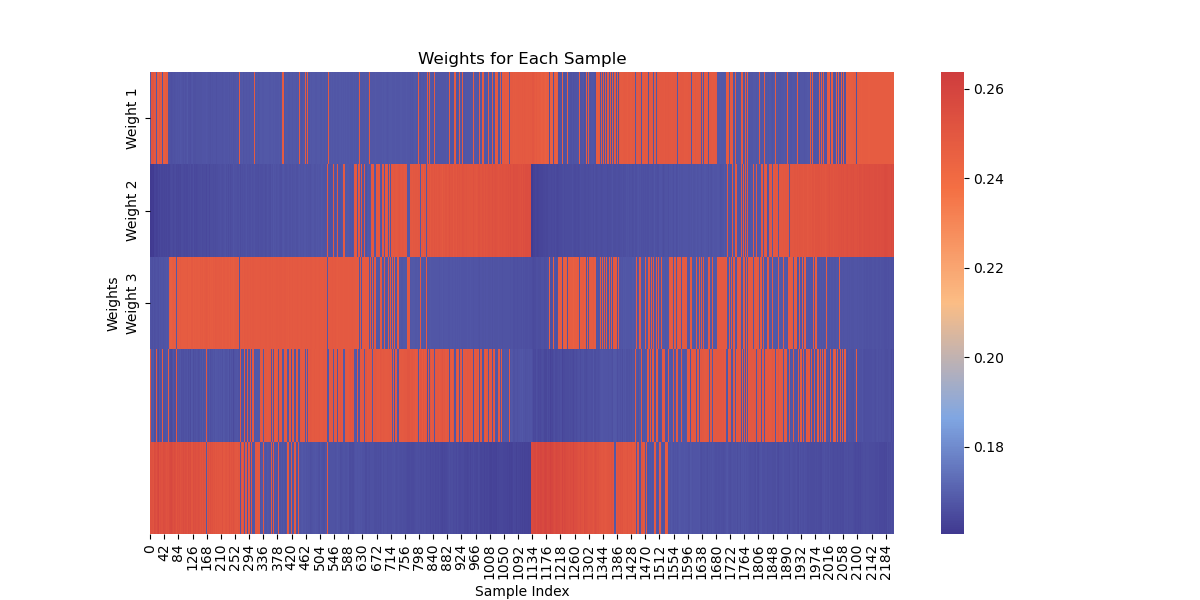 Weights for Each Sample
Weights
Weight 1
Weight 2
Weight 3
0 42 84 126 168 210 252 294 336 378 420 462 504 546 588 630 672 714 756 798 840 882 924 966 1008 1050 1092 1134 1176 1218 1260 1302 1344 1386 1428 1470 1512 1554 1596 1638 1680 1722 1764 1806 1848 1890 1932 1974 2016 2058 2100 2142 2184
Sample Index
0.26
0.24
0.22
0.20
0.18